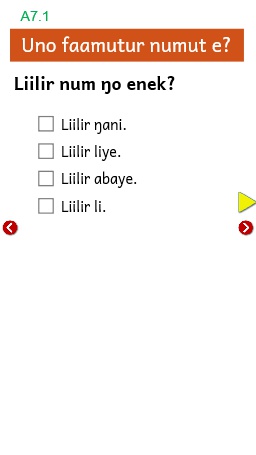 A7.1
Uno faamutur numut e?
Liilir num ŋo enek?
Liilir ŋani.
Liilir liye.
Liilir abaye.
Liilir li.